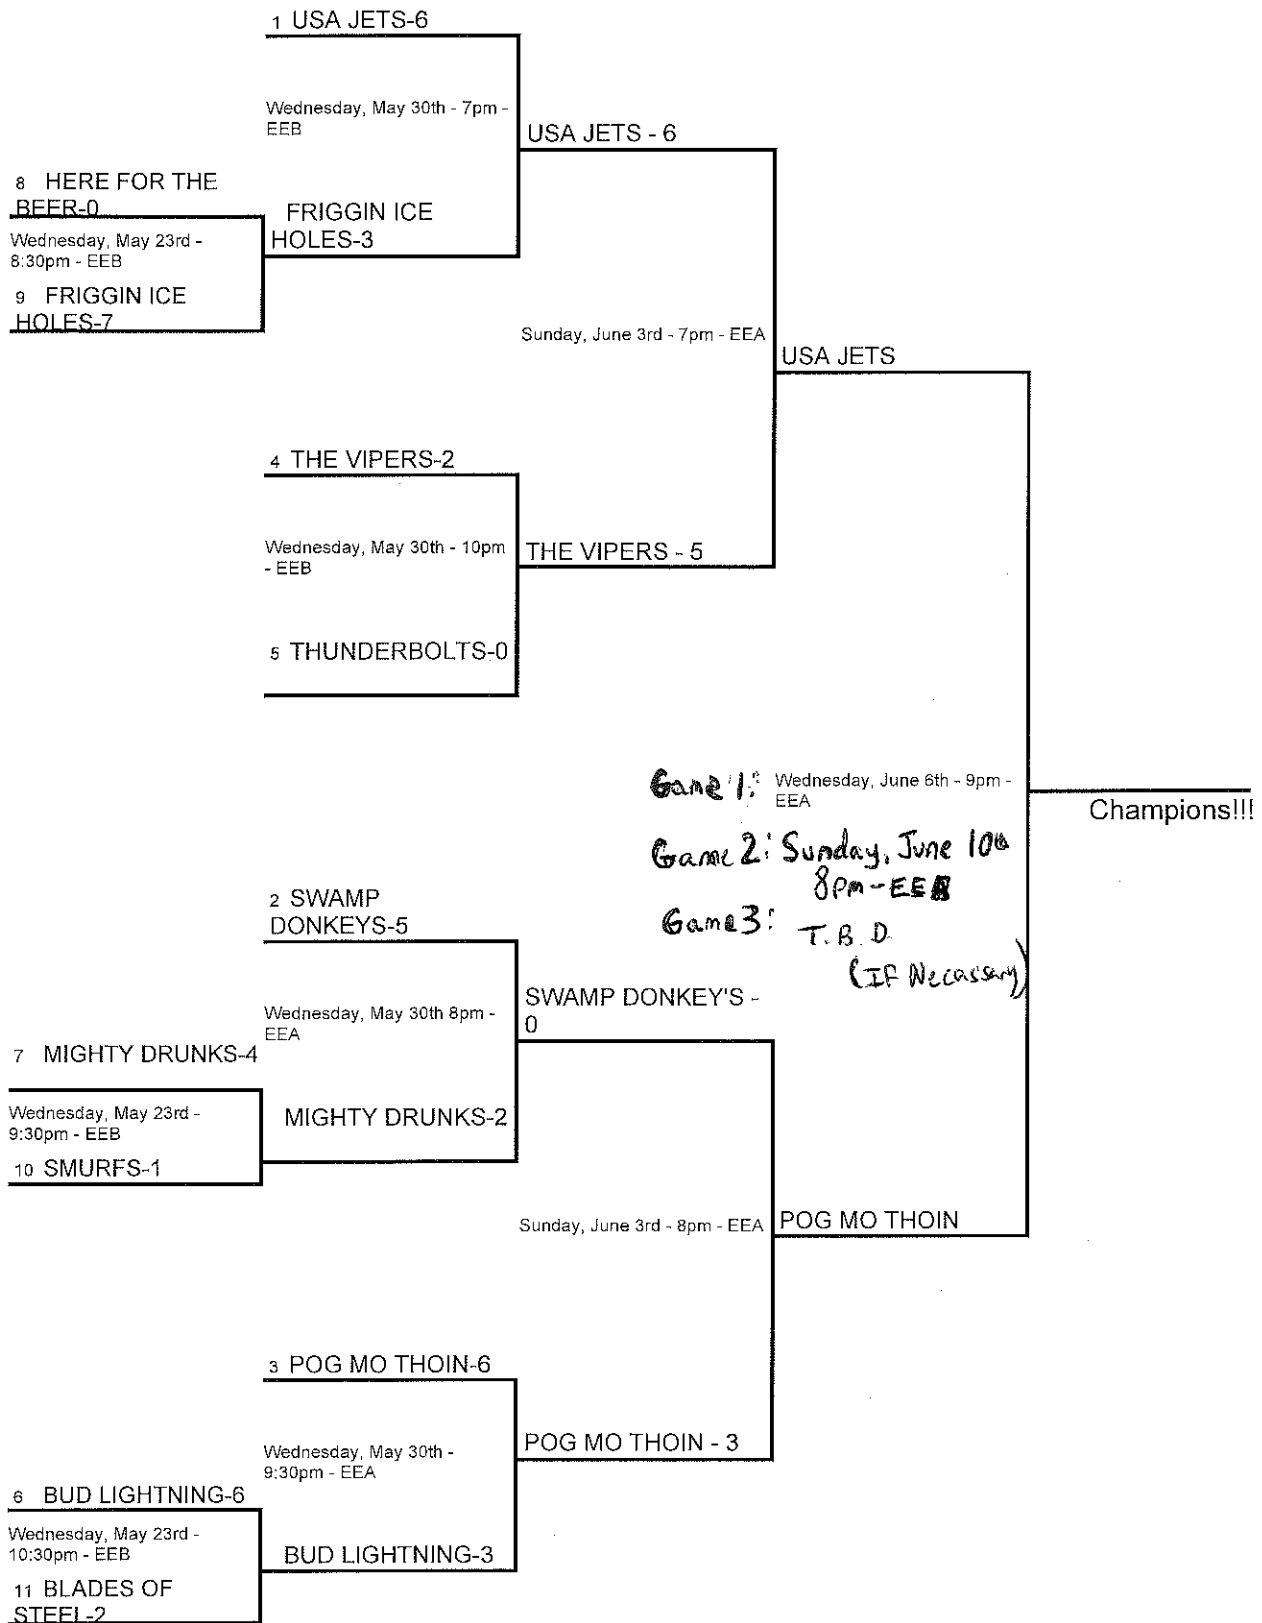 1 USA JETS-6
Wednesday, May 30th - 7pm -
EEB
USA JETS - 6
8 HERE FOR THE
BEER-0
Wednesday, May 23rd -
8:30pm - EEB
9 FRIGGIN ICE
HOLES-7
FRIGGIN ICE
HOLES-3
Sunday, June 3rd - 7pm - EEA
USA JETS
4 THE VIPERS-2
Wednesday, May 30th - 10pm
- EEB
THE VIPERS - 5
5 THUNDERBOLTS-0
Game 1: Wednesday, June 6th - 9pm -
EEA
Game 2: Sunday, June 10th
8pm-
Game 3: T.B.D.
(IF Necassary)
Champions!!!
2 SWAMP
DONKEYS-5
Wednesday, May 30th 8pm -
EEA
SWAMP DONKEY'S -
0
7 MIGHTY DRUNKS-4
Wednesday, May 23rd -
9:30pm - EEB
10 SMURFS-1
MIGHTY DRUNKS-2
Sunday, June 3rd - 8pm - EEA
POG MO THOIN
3 POG MO THOIN-6
Wednesday, May 30th -
9:30pm - EEA
POG MO THOIN - 3
6 BUD LIGHTNING-6
Wednesday, May 23rd -
10:30pm - EEB
11 BLADES OF
STEEL-2
BUD LIGHTNING-3